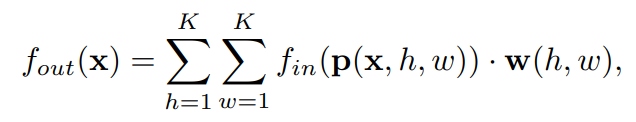 f_{out}(\mathbf{x}) = \sum_{h=1}^{K} \sum_{w=1}^{K} f_{in}(\mathbf{p}(\mathbf{x}, h, w)) \cdot \mathbf{w}(h, w),